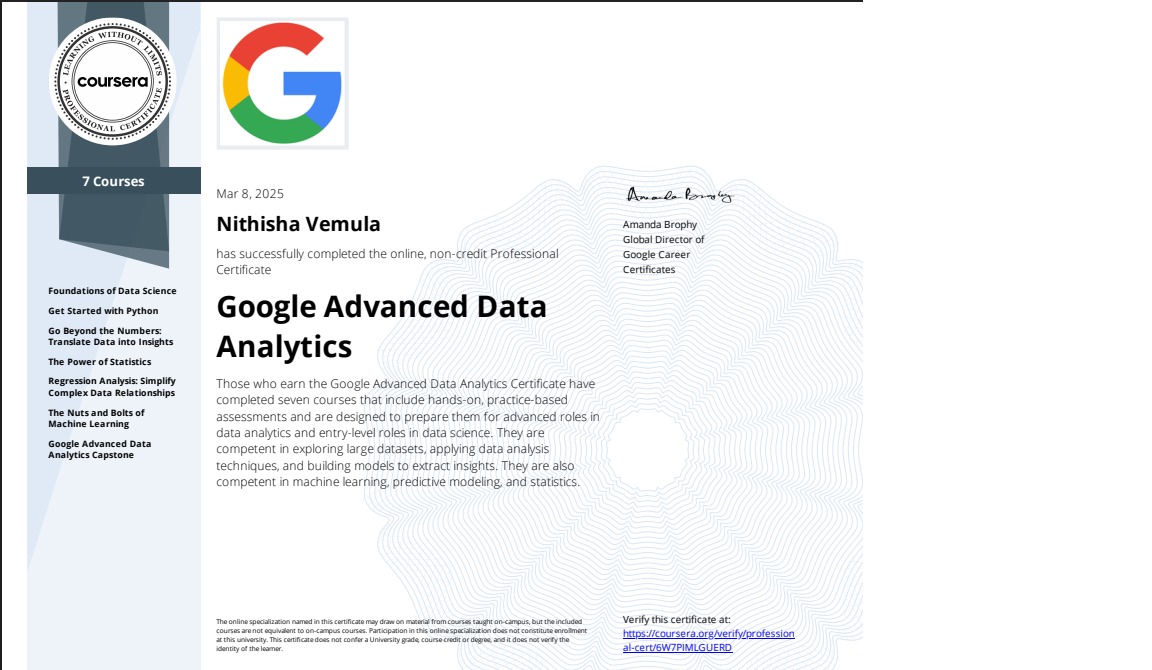 LEARNING WITHOUT LIMITS
coursera
PROFESSIONAL CERTIFICATE
7 Courses
Foundations of Data Science
Get Started with Python
Go Beyond the Numbers:
Translate Data into Insights
The Power of Statistics
Regression Analysis: Simplify
Complex Data Relationships
The Nuts and Bolts of
Machine Learning
Google Advanced Data
Analytics Capstone
Mar 8, 2025
Nithisha Vemula
has successfully completed the online, non-credit Professional
Certificate
Google Advanced Data
Analytics
Those who earn the Google Advanced Data Analytics Certificate have
completed seven courses that include hands-on, practice-based
assessments and are designed to prepare them for advanced roles in
data analytics and entry-level roles in data science. They are
competent in exploring large datasets, applying data analysis
techniques, and building models to extract insights. They are also
competent in machine learning, predictive modeling, and statistics.
The online specialization named in this certificate may draw on material from courses taught on-campus, but the included
courses are not equivalent to on-campus courses. Participation in this online specialization does not constitute enrollment
at this university. This certificate does not confer a University grade, course credit or degree, and it does not verify the
identity of the learner.
Amanda Brophy
Amanda Brophy
Global Director of
Google Career
Certificates
Verify this certificate at:
https://coursera.org/verify/profession
al-cert/6W7PIMLGUERD